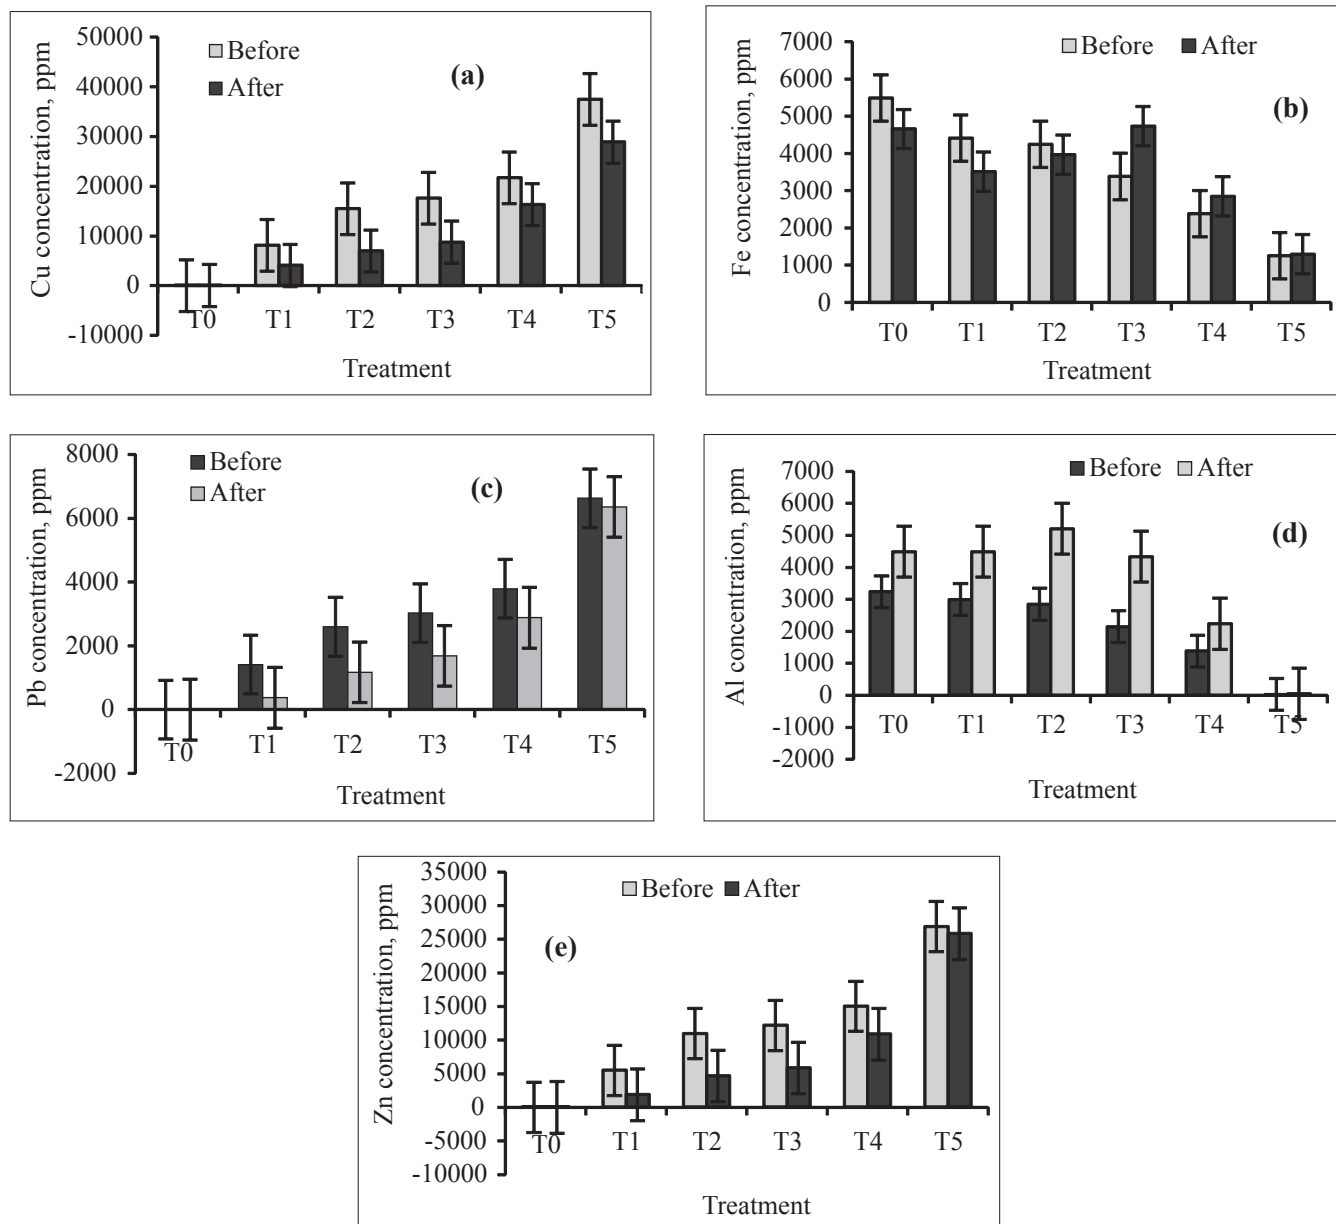 50000
40000
30000
20000
10000
0
-10000
Cu concentration, ppm
Before
After
(a)
T0 T1 T2 T3 T4 T5
Treatment
7000
6000
5000
4000
3000
2000
1000
0
Fe concentration, ppm
Before After
(b)
T0 T1 T2 T3 T4 T5
Treatment
8000
6000
4000
2000
0
-2000
Pb concentration, ppm
Before
After
(c)
T0 T1 T2 T3 T4 T5
Treatment
7000
6000
5000
4000
3000
2000
1000
0
-1000
-2000
Al concentration, ppm
Before After
(d)
T0 T1 T2 T3 T4 T5
Treatment
35000
30000
25000
20000
15000
10000
5000
0
-5000
-10000
Zn concentration, ppm
Before After
(e)
T0 T1 T2 T3 T4 T5
Treatment